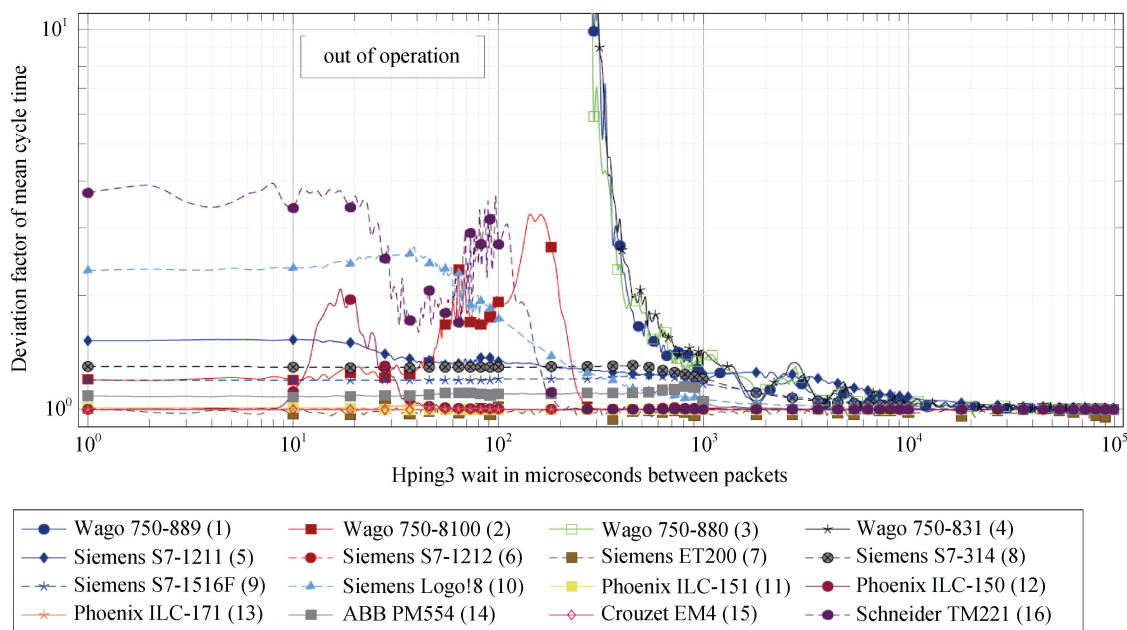 10¹
out of operation
Deviation factor of mean cycle time
10⁰
10⁰ 10¹ 10² 10³ 10⁴ 10⁵
Hping3 wait in microseconds between packets
Wago 750-889 (1) Wago 750-8100 (2) Wago 750-880 (3) Wago 750-831 (4)
Siemens S7-1211 (5) Siemens S7-1212 (6) Siemens ET200 (7) Siemens S7-314 (8)
Siemens S7-1516F (9) Siemens Logo!8 (10) Phoenix ILC-151 (11) Phoenix ILC-150 (12)
Phoenix ILC-171 (13) ABB PM554 (14) Crouzet EM4 (15) Schneider TM221 (16)